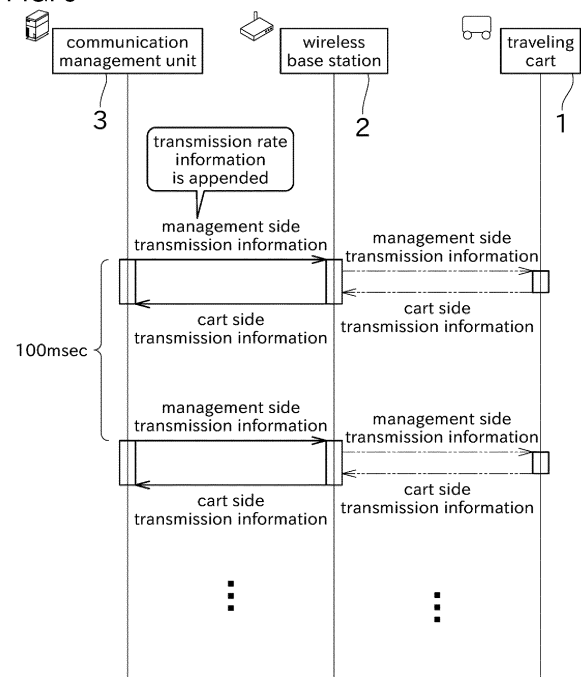 communication
management unit
wireless
base station
traveling
cart
3
2
1
transmission rate
information
is appended
management side
transmission information
management side
transmission information
cart side
transmission information
cart side
transmission information
100msec
management side
transmission information
management side
transmission information
cart side
transmission information
cart side
transmission information